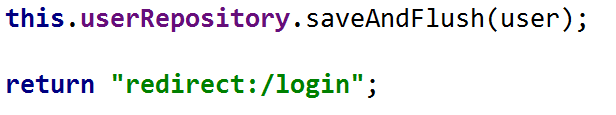 this.userRepository.saveAndFlush(user);
return "redirect:/login";